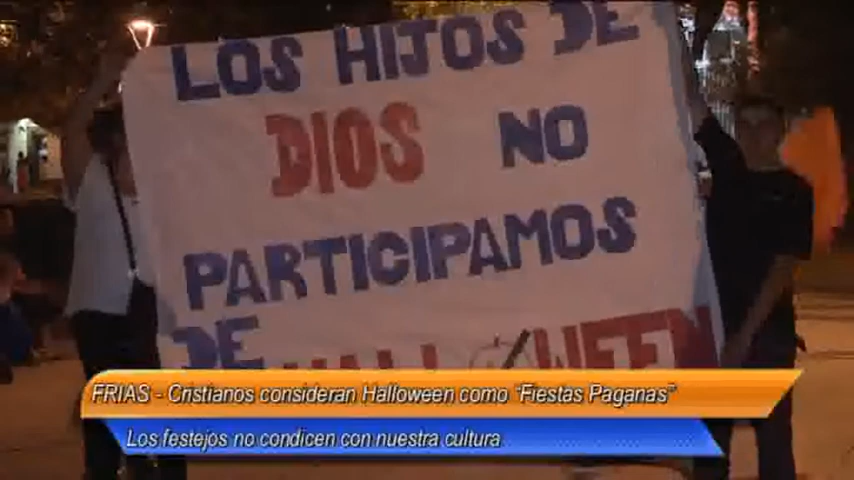 LOS HIJOS DE
DIOS NO
PARTICIPAMOS
DE
HALLOWEEN
FRIAS - Cristianos consideran Halloween como "Fiestas Paganas"
Los festejos no condicen con nuestra cultura